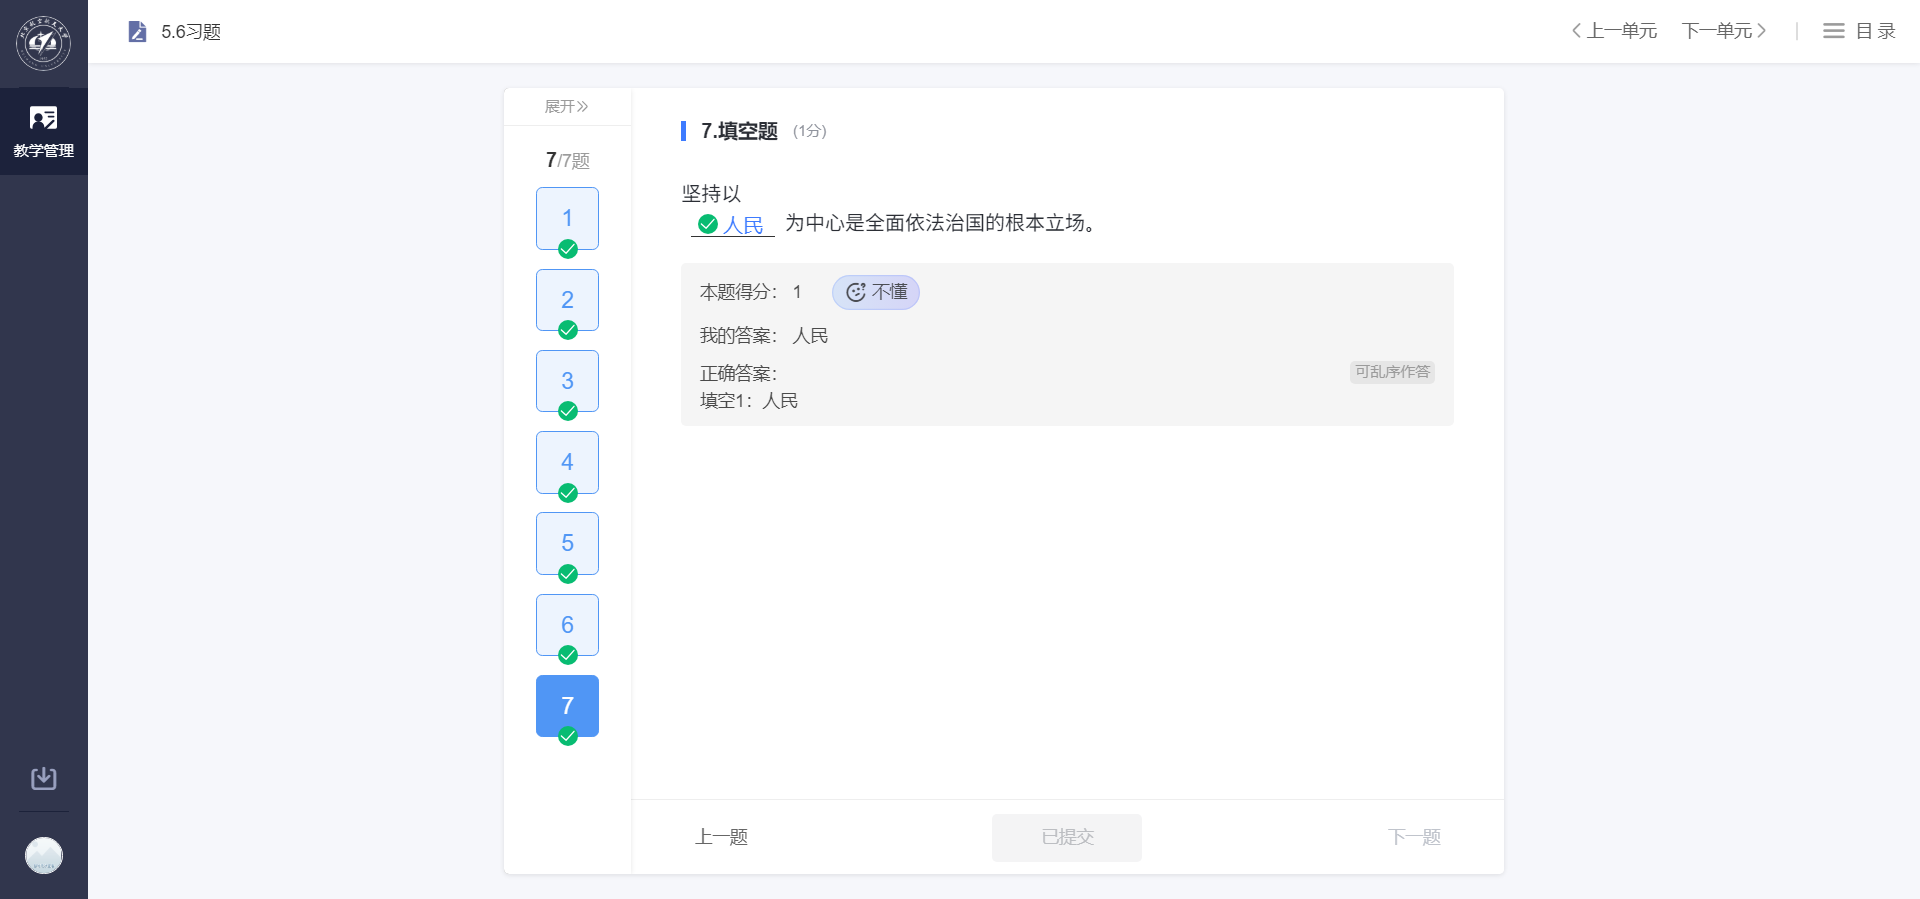 5.6习题
上一单元 下一单元 目录
教学管理
展开
7/7题
1
2
3
4
5
6
7
7.填空题 (1分)
坚持以
人民 为中心是全面依法治国的根本立场。
本题得分： 1 不懂
我的答案： 人民
正确答案： 可乱序作答
填空1：人民
上一题 已提交 下一题